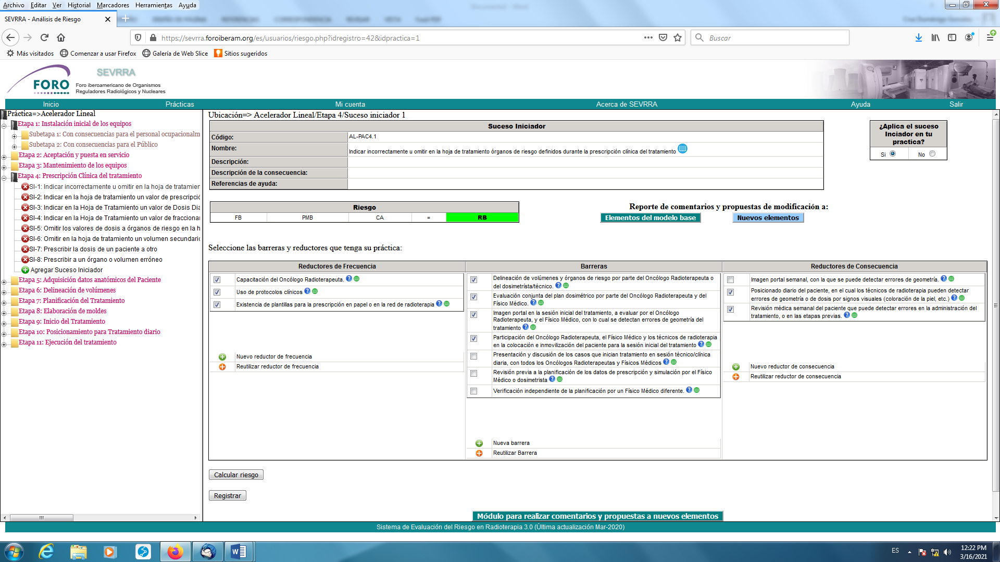 Archivo Editar Ver Historial Marcadores Herramientas Ayuda
SEVRRA - Análisis de Riesgo
https://sevrra.foroiberam.org/es/usuarios/riesgo.php?idregistro=42&idpractica=1
Buscar
Más visitados Comenzar a usar Firefox Galería de Web Slice Sitios sugeridos
SEVRRA
FORO
Foro iberoamericano de Organismos
Reguladores Radiológicos y Nucleares
Inicio Prácticas Mi cuenta Acerca de SEVRRA Ayuda Salir
Práctica=>Acelerador Lineal
Etapa 1: Instalación inicial de los equipos
Subetapa 1: Con consecuencias para el personal ocupacionalm
Subetapa 2: Con consecuencias para el Público
Etapa 2: Aceptación y puesta en servicio
Etapa 3: Mantenimiento de los equipos
Etapa 4: Prescripción Clínica del tratamiento
SI-1: Indicar incorrectamente u omitir en la hoja de tratamien
SI-2: Indicar en la hoja de tratamiento un valor de prescripció
SI-3: Indicar en la Hoja de Tratamiento un valor de Dosis Dia
SI-4: Indicar en la Hoja de Tratamiento un valor de fracciona
SI-5: Omitir los valores de dosis a órganos de riesgo en la h
SI-6: Omitir en la hoja de tratamiento un volumen secundario
SI-7: Prescribir la dosis de un paciente a otro
SI-8: Prescribir a un órgano o volumen erróneo
Agregar Suceso Iniciador
Etapa 5: Adquisición datos anatómicos del Paciente
Etapa 6: Delineación de volúmenes
Etapa 7: Planificación del Tratamiento
Etapa 8: Elaboración de moldes
Etapa 9: Inicio del Tratamiento
Etapa 10: Posicionamiento para Tratamiento diario
Etapa 11: Ejecución del tratamiento
Ubicación=> Acelerador Lineal/Etapa 4/Suceso iniciador 1
Suceso Iniciador
Código: AL-PAC4.1
Nombre: Indicar incorrectamente u omitir en la hoja de tratamiento órganos de riesgo definidos durante la prescripción clínica del tratamiento
Descripción:
Descripción de la consecuencia:
Referencias de ayuda:
¿Aplica el suceso
Inciador en tu
practica?
Si No
Riesgo
FB PMB CA = RB
Reporte de comentarios y propuestas de modificación a:
Elementos del modelo base Nuevos elementos
Seleccione las barreras y reductores que tenga su práctica:
Reductores de Frecuencia
Capacitación del Oncólogo Radioterapeuta.
Uso de protocolos clínicos
Existencia de plantillas para la prescripción en papel o en la red de radioterapia
Nuevo reductor de frecuencia
Reutilizar reductor de frecuencia
Barreras
Delineación de volúmenes y órganos de riesgo por parte del Oncólogo Radioterapeuta o
del dosimetrísta/técnico.
Evaluación conjunta del plan dosimétrico por parte del Oncólogo Radioterapeuta y del
Físico Médico.
Imagen portal en la sesión inicial del tratamiento, a evaluar por el Oncólogo
Radioterapeuta, y el Físico Médico, con lo cual se detectan errores de geometría del
tratamiento
Participación del Oncólogo Radioterapeuta, el Físico Médico y los técnicos de radioterapia
en la colocación e inmovilización del paciente para la sesión inicial del tratamiento
Presentación y discusión de los casos que inician tratamiento en sesión técnico/clínica
diaria, con todos los Oncólogos Radioterapeutas y Físicos Médicos
Revisión previa a la planificación de los datos de prescripción y simulación por el Físico
Médico o dosimetrista
Verificación independiente de la planificación por un Físico Médico diferente.
Nueva barrera
Reutilizar Barrera
Reductores de Consecuencia
Imagen portal semanal, con la que se puede detectar errores de geometría.
Posicionado diario del paciente, en el cual los técnicos de radioterapia pueden detectar
errores de geometría o de dosis por signos visuales (coloración de la piel, etc.)
Revisión médica semanal del paciente que puede detectar errores en la administración del
tratamiento, o en las etapas previas.
Nuevo reductor de consecuencia
Reutilizar reductor de consecuencia
Calcular riesgo
Registrar
Módulo para realizar comentarios y propuestas a nuevos elementos
Sistema de Evaluación del Riesgo en Radioterapia 3.0 (Última actualización Mar-2020)
ES
12:22 PM
3/16/2021